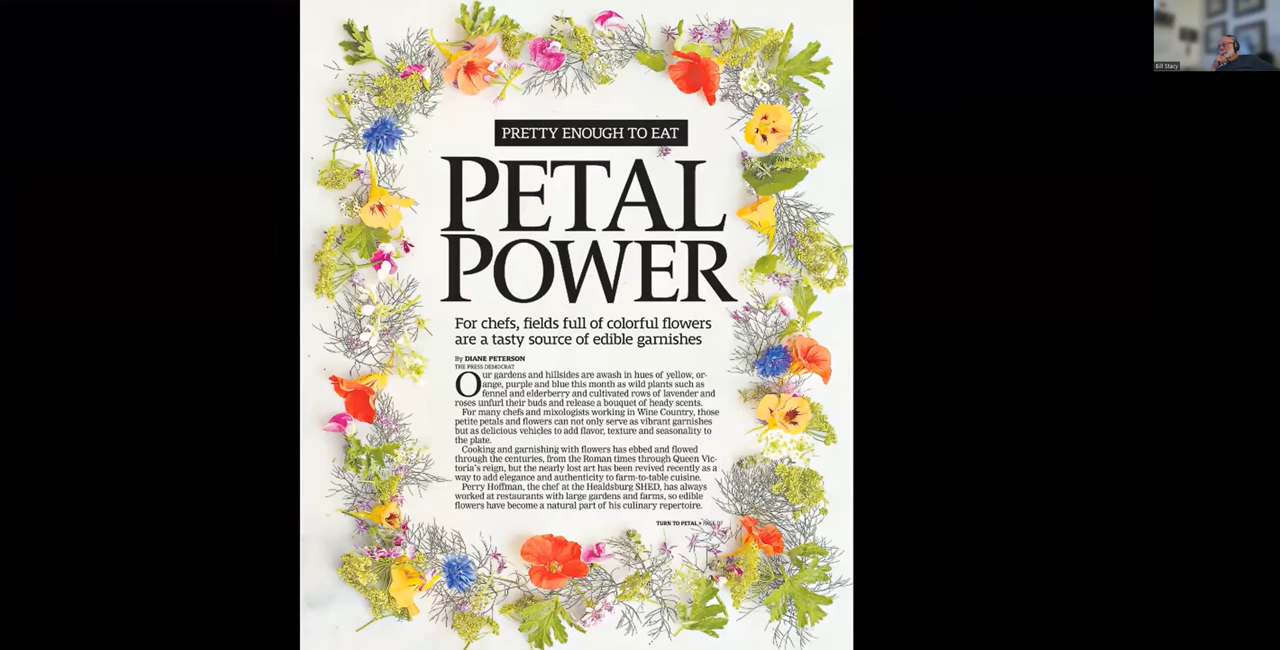 Bill Stacy
PRETTY ENOUGH TO EAT
PETAL
POWER
For chefs, fields full of colorful flowers
are a tasty source of edible garnishes
By DIANE PETERSON
THE PRESS DEMOCRAT
Our gardens and hillsides are awash in hues of yellow, or-
ange, purple and blue this month as wild plants such as
fennel and elderberry and cultivated rows of lavender and
roses unfurl their buds and release a bouquet of heady scents.
For many chefs and mixologists working in Wine Country, those
petite petals and flowers can not only serve as vibrant garnishes
but as delicious vehicles to add flavor, texture and seasonality to
the plate.
Cooking and garnishing with flowers has ebbed and flowed
through the centuries, from the Roman times through Queen Vic-
toria's reign, but the nearly lost art has been revived recently as a
way to add elegance and authenticity to farm-to-table cuisine.
Perry Hoffman, the chef at the Healdsburg SHED, has always
worked at restaurants with large gardens and farms, so edible
flowers have become a natural part of his culinary repertoire.
TURN TO PETAL » PAGE